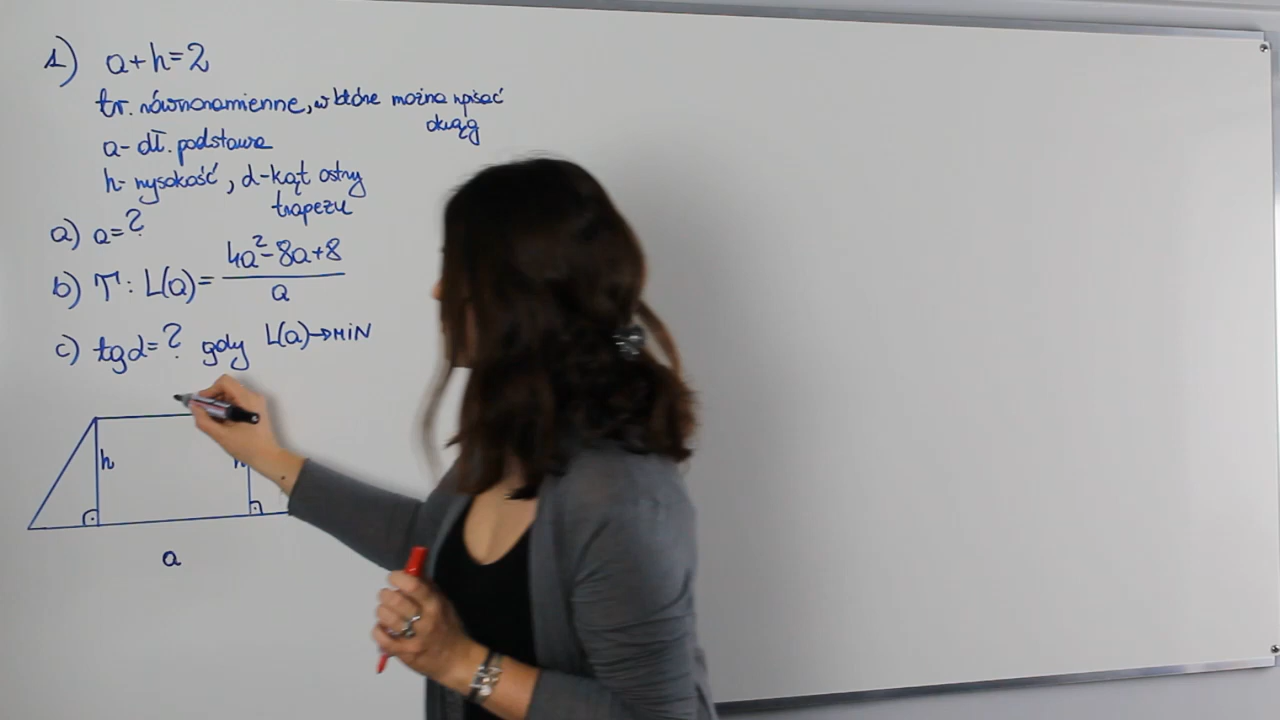 1) a+h=2
tr. równoramienne, w które można wpisać
okrąg
a- dł. podstawa
h- wysokość, α-kąt ostry
trapezu
a) a=?
b) T: L(a)= 4a²-8a+8
a
c) tgα=? gdy L(a)→MIN
h h
a